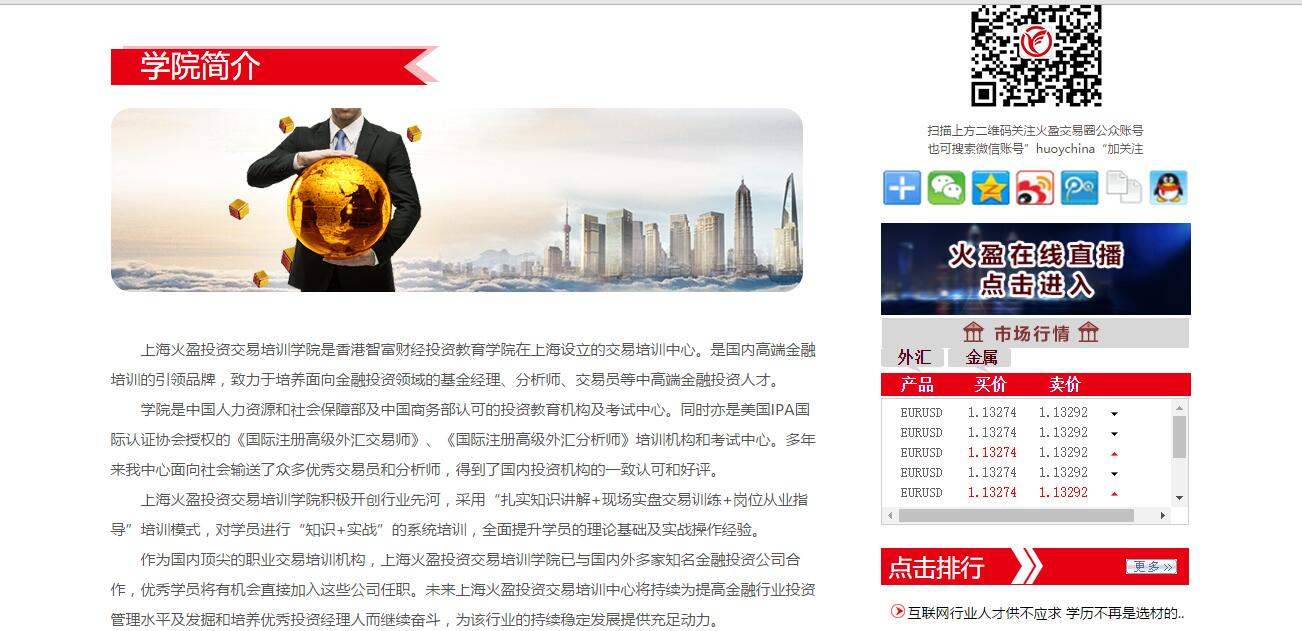 学院简介
上海火盈投资交易培训学院是香港智富财经投资教育学院在上海设立的交易培训中心。是国内高端金融
培训的引领品牌，致力于培养面向金融投资领域的基金经理、分析师、交易员等中高端金融投资人才。
学院是中国人力资源和社会保障部及中国商务部认可的投资教育机构及考试中心。同时亦是美国IPA国
际认证协会授权的《国际注册高级外汇交易师》、《国际注册高级外汇分析师》培训机构和考试中心。多年
来我中心面向社会输送了众多优秀交易员和分析师，得到了国内投资机构的一致认可和好评。
上海火盈投资交易培训学院积极开创行业先河，采用“扎实知识讲解+现场实盘交易训练+岗位从业指
导”培训模式，对学员进行“知识+实战”的系统培训，全面提升学员的理论基础及实战操作经验。
作为国内顶尖的职业交易培训机构，上海火盈投资交易培训学院已与国内外多家知名金融投资公司合
作，优秀学员将有机会直接加入这些公司任职。未来上海火盈投资交易培训中心将持续为提高金融行业投资
管理水平及发掘和培养优秀投资经理人而继续奋斗，为该行业的持续稳定发展提供充足动力。
扫描上方二维码关注火盈交易圈公众账号
也可搜索微信账号”huoychina“加关注
火盈在线直播
点击进入
市场行情
外汇 金属
产品 买价 卖价
EURUSD 1.13274 1.13292
EURUSD 1.13274 1.13292
EURUSD 1.13274 1.13292
EURUSD 1.13274 1.13292
EURUSD 1.13274 1.13292
点击排行 更多»
互联网行业人才供不应求 学历不再是选材的..